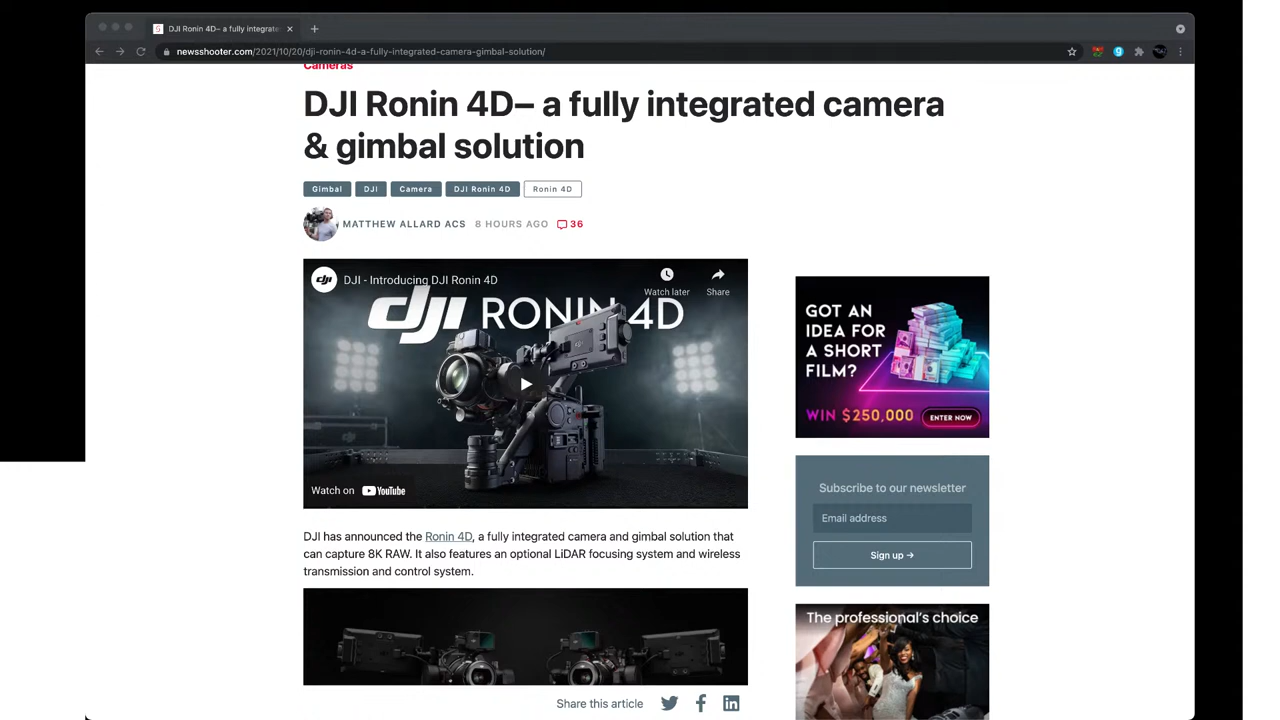 DJI Ronin 4D– a fully integrate
newsshooter.com/2021/10/20/dji-ronin-4d-a-fully-integrated-camera-gimbal-solution/
Cameras
DJI Ronin 4D– a fully integrated camera
& gimbal solution
Gimbal DJI Camera DJI Ronin 4D Ronin 4D
MATTHEW ALLARD ACS 8 HOURS AGO 36
DJI - Introducing DJI Ronin 4D
Watch later Share
dji RONIN 4D
Watch on YouTube
DJI has announced the Ronin 4D, a fully integrated camera and gimbal solution that
can capture 8K RAW. It also features an optional LiDAR focusing system and wireless
transmission and control system.
Share this article
GOT AN
IDEA FOR
A SHORT
FILM?
WIN $250,000 ENTER NOW
Subscribe to our newsletter
Email address
Sign up →
The professional's choice